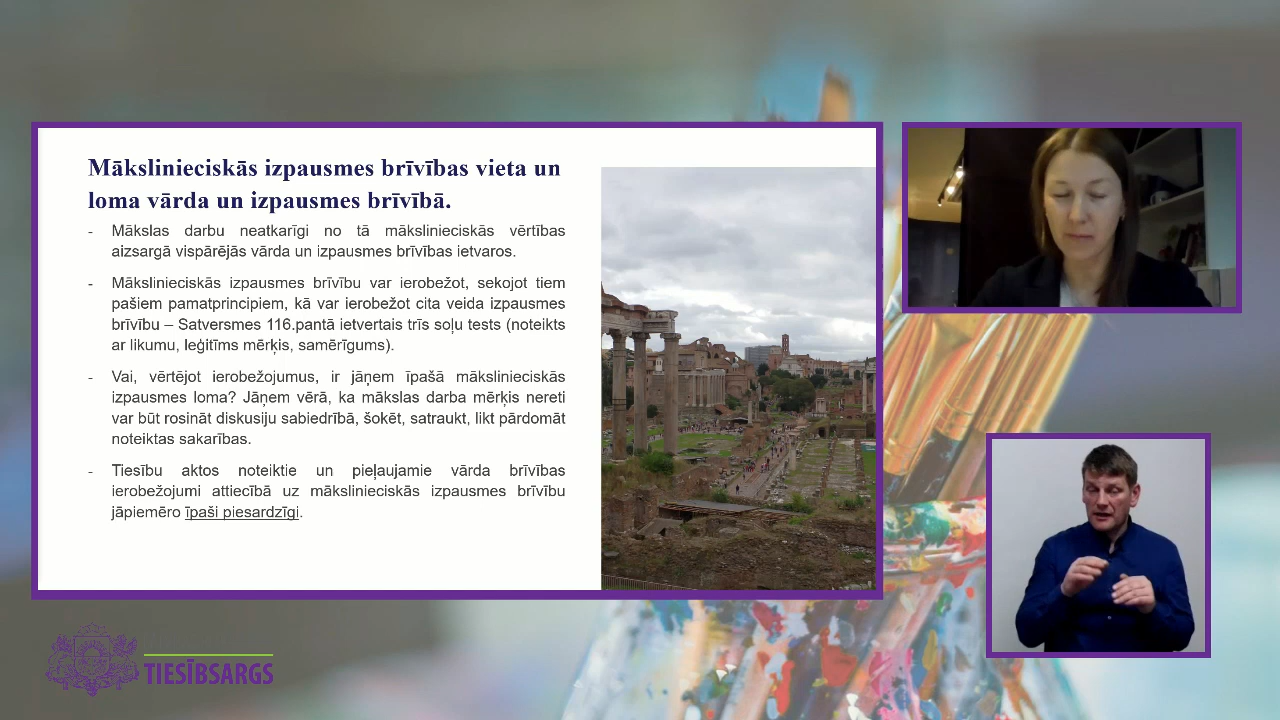 Mākslinieciskās izpausmes brīvības vieta un
loma vārda un izpausmes brīvībā.
- Mākslas darbu neatkarīgi no tā mākslinieciskās vērtības
aizsargā vispārējās vārda un izpausmes brīvības ietvaros.
- Mākslinieciskās izpausmes brīvību var ierobežot, sekojot tiem
pašiem pamatprincipiem, kā var ierobežot cita veida izpausmes
brīvību – Satversmes 116.pantā ietvertais trīs soļu tests (noteikts
ar likumu, leģitīms mērķis, samērīgums).
- Vai, vērtējot ierobežojumus, ir jāņem īpašā mākslinieciskās
izpausmes loma? Jāņem vērā, ka mākslas darba mērķis nereti
var būt rosināt diskusiju sabiedrībā, šokēt, satraukt, likt pārdomāt
noteiktas sakarības.
- Tiesību aktos noteiktie un pieļaujamie vārda brīvības
ierobežojumi attiecībā uz mākslinieciskās izpausmes brīvību
jāpiemēro īpaši piesardzīgi.
TIESĪBSARGS